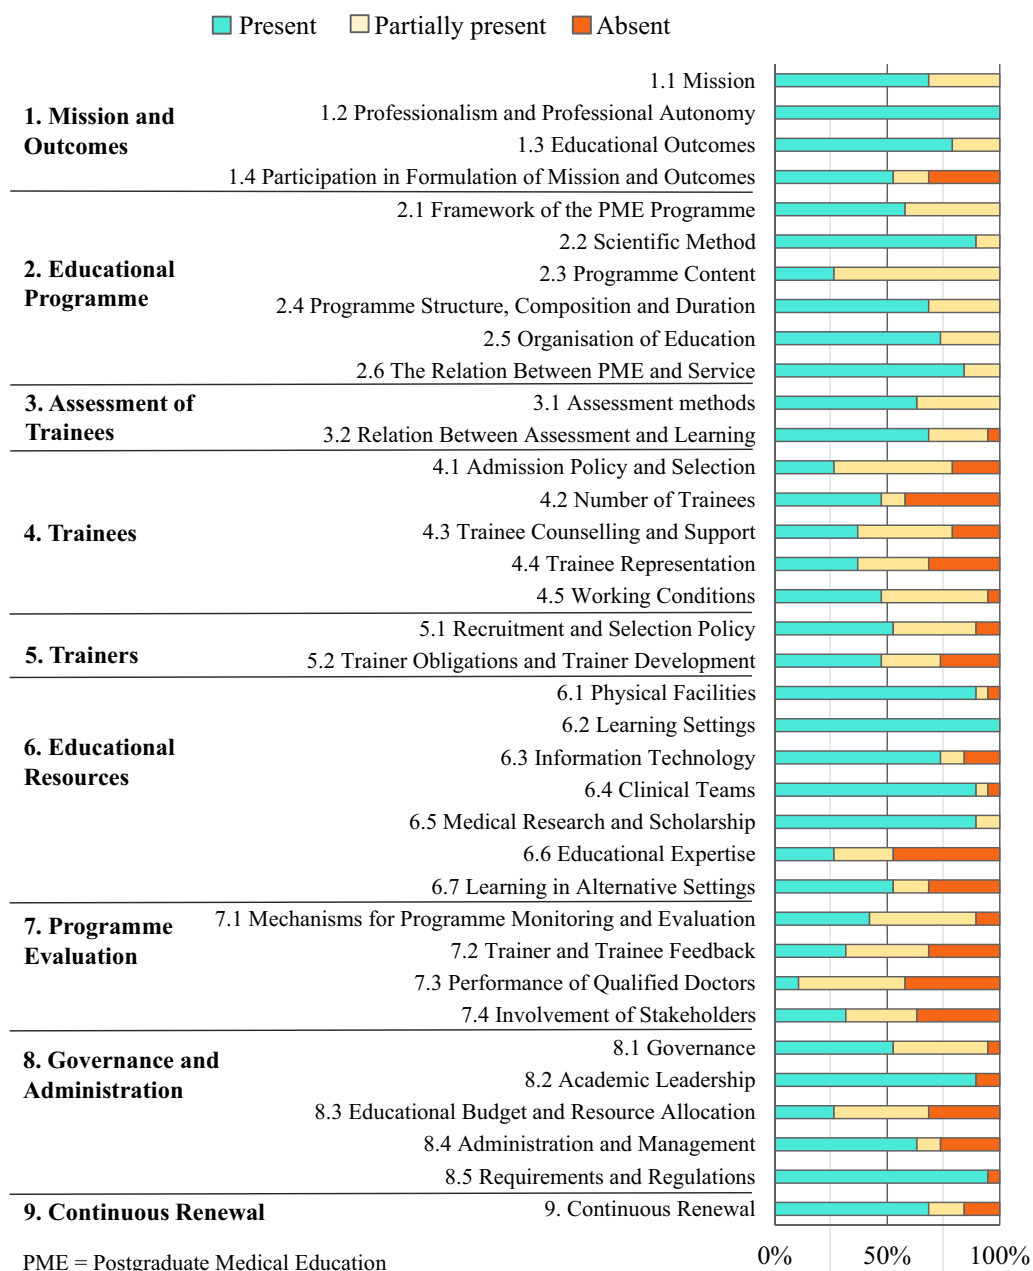 Present Partially present Absent
1. Mission and
Outcomes
1.1 Mission
1.2 Professionalism and Professional Autonomy
1.3 Educational Outcomes
1.4 Participation in Formulation of Mission and Outcomes
2. Educational
Programme
2.1 Framework of the PME Programme
2.2 Scientific Method
2.3 Programme Content
2.4 Programme Structure, Composition and Duration
2.5 Organisation of Education
2.6 The Relation Between PME and Service
3. Assessment of
Trainees
3.1 Assessment methods
3.2 Relation Between Assessment and Learning
4. Trainees
4.1 Admission Policy and Selection
4.2 Number of Trainees
4.3 Trainee Counselling and Support
4.4 Trainee Representation
4.5 Working Conditions
5. Trainers
5.1 Recruitment and Selection Policy
5.2 Trainer Obligations and Trainer Development
6. Educational
Resources
6.1 Physical Facilities
6.2 Learning Settings
6.3 Information Technology
6.4 Clinical Teams
6.5 Medical Research and Scholarship
6.6 Educational Expertise
6.7 Learning in Alternative Settings
7. Programme
Evaluation
7.1 Mechanisms for Programme Monitoring and Evaluation
7.2 Trainer and Trainee Feedback
7.3 Performance of Qualified Doctors
7.4 Involvement of Stakeholders
8. Governance and
Administration
8.1 Governance
8.2 Academic Leadership
8.3 Educational Budget and Resource Allocation
8.4 Administration and Management
8.5 Requirements and Regulations
9. Continuous Renewal
9. Continuous Renewal
0% 50% 100%
PME = Postgraduate Medical Education